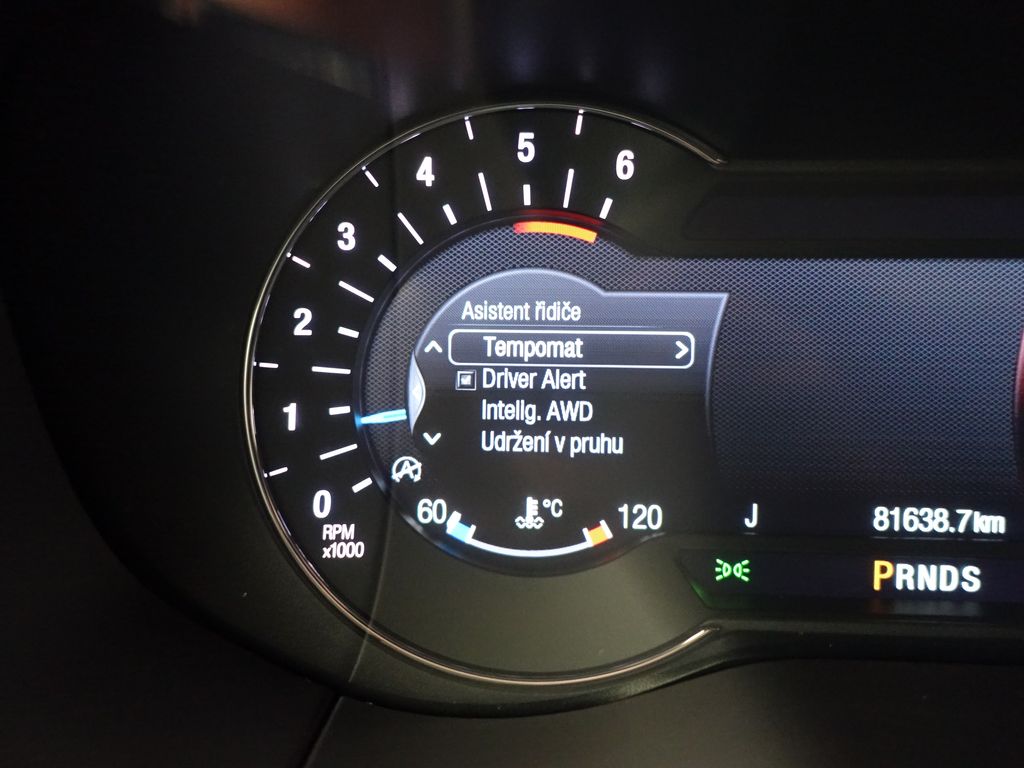 6
5
4
3
2
1
0
RPM
x1000
Asistent řidiče
Tempomat
Driver Alert
Intelig. AWD
Udržení v pruhu
A
60 °C 120
J 81638.7km
PRNDS